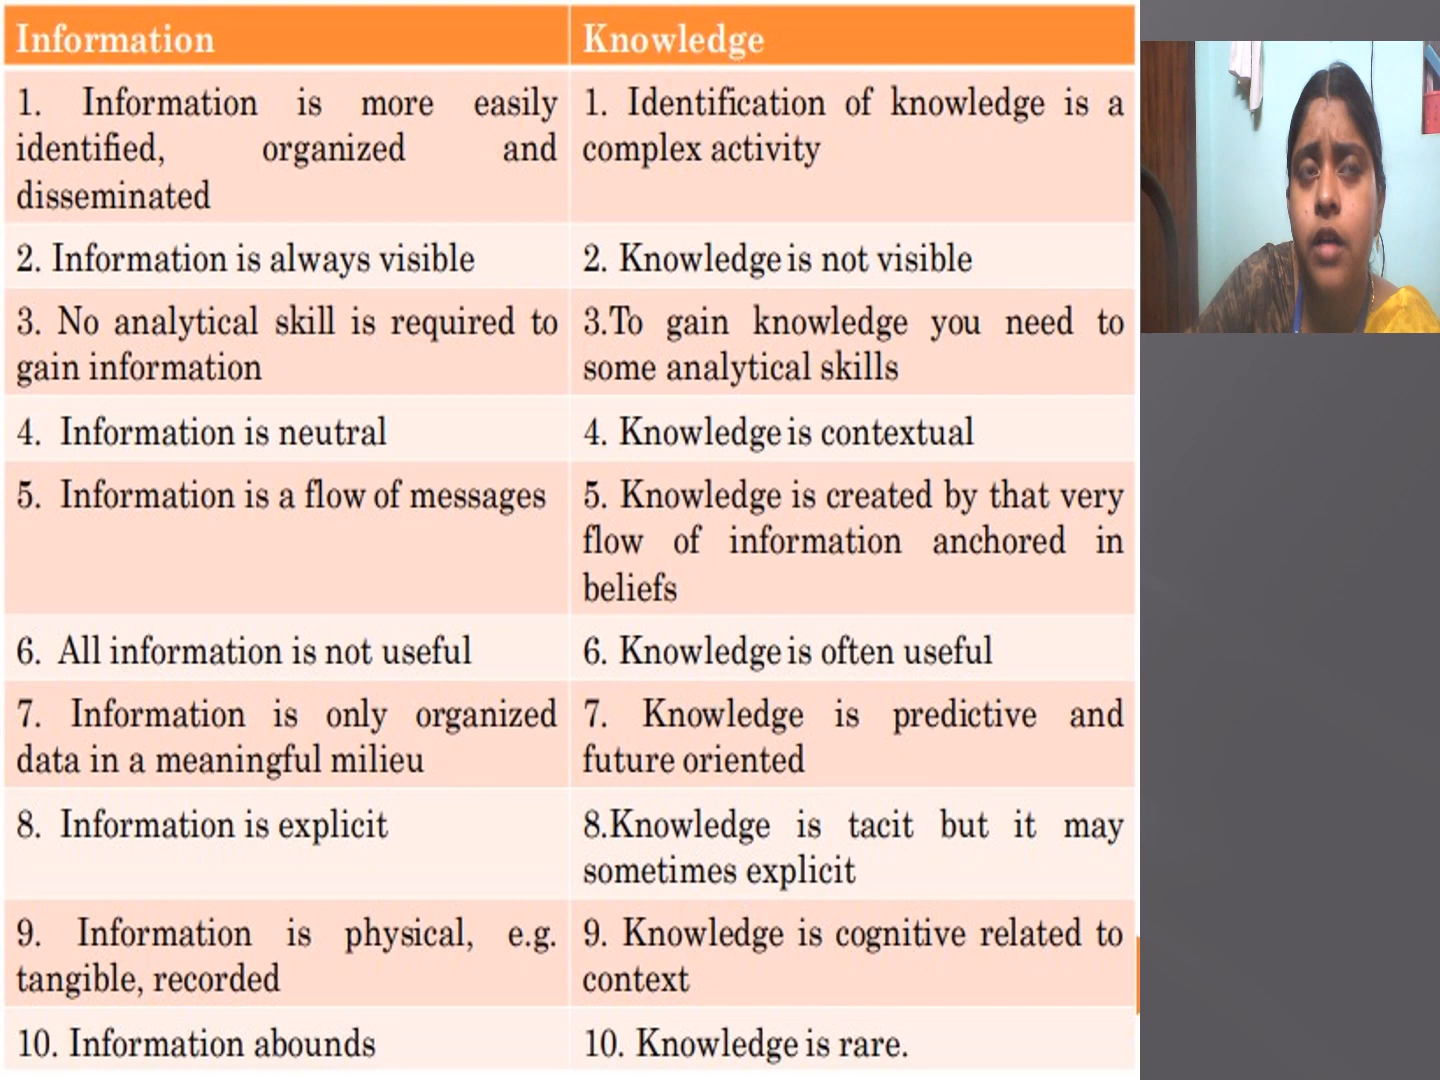 Information
Knowledge
1. Information is more easily
identified, organized and
disseminated
1. Identification of knowledge is a
complex activity
2. Information is always visible
2. Knowledge is not visible
3. No analytical skill is required to
gain information
3.To gain knowledge you need to
some analytical skills
4. Information is neutral
4. Knowledge is contextual
5. Information is a flow of messages
5. Knowledge is created by that very
flow of information anchored in
beliefs
6. All information is not useful
6. Knowledge is often useful
7. Information is only organized
data in a meaningful milieu
7. Knowledge is predictive and
future oriented
8. Information is explicit
8.Knowledge is tacit but it may
sometimes explicit
9. Information is physical, e.g.
tangible, recorded
9. Knowledge is cognitive related to
context
10. Information abounds
10. Knowledge is rare.